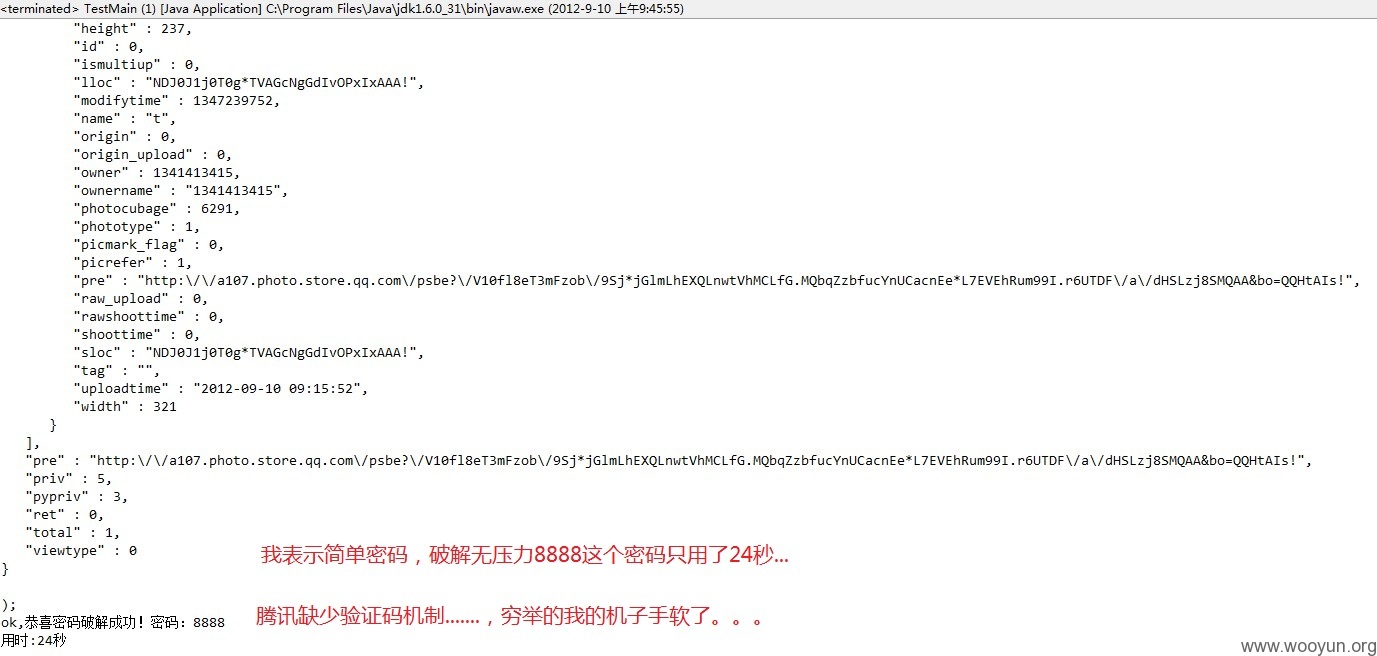 <terminated> TestMain (1) [Java Application] C:\Program Files\Java\jdk1.6.0_31\bin\javaw.exe (2012-9-10 上午9:45:55)
"height" : 237,
"id" : 0,
"ismultiup" : 0,
"lloc" : "NDJ0J1j0T0g*TVAGcNgGdIvOPxIxAAA!",
"modifytime" : 1347239752,
"name" : "t",
"origin" : 0,
"origin_upload" : 0,
"owner" : 1341413415,
"ownername" : "1341413415",
"photocubage" : 6291,
"phototype" : 1,
"picmark_flag" : 0,
"picrefer" : 1,
"pre" : "http:\/\/a107.photo.store.qq.com\/psbe?\/V10fl8eT3mFzob\/9Sj*jGlmLhEXQLnwtVhMCLfG.MQbqZzbfucYnUCacnEe*L7EVEhRum99I.r6UTDF\/a\/dHSLzj8SMQAA&bo=QQHtAIs!",
"raw_upload" : 0,
"rawshoottime" : 0,
"shoottime" : 0,
"sloc" : "NDJ0J1j0T0g*TVAGcNgGdIvOPxIxAAA!",
"tag" : "",
"uploadtime" : "2012-09-10 09:15:52",
"width" : 321
}
],
"pre" : "http:\/\/a107.photo.store.qq.com\/psbe?\/V10fl8eT3mFzob\/9Sj*jGlmLhEXQLnwtVhMCLfG.MQbqZzbfucYnUCacnEe*L7EVEhRum99I.r6UTDF\/a\/dHSLzj8SMQAA&bo=QQHtAIs!",
"priv" : 5,
"pypriv" : 3,
"ret" : 0,
"total" : 1,
"viewtype" : 0
我表示简单密码，破解无压力8888这个密码只用了24秒...
}
);
腾讯缺少验证码机制.......，穷举的我的机子手软了。。。
ok,恭喜密码破解成功！密码：8888
用时:24秒
www.wooyun.org